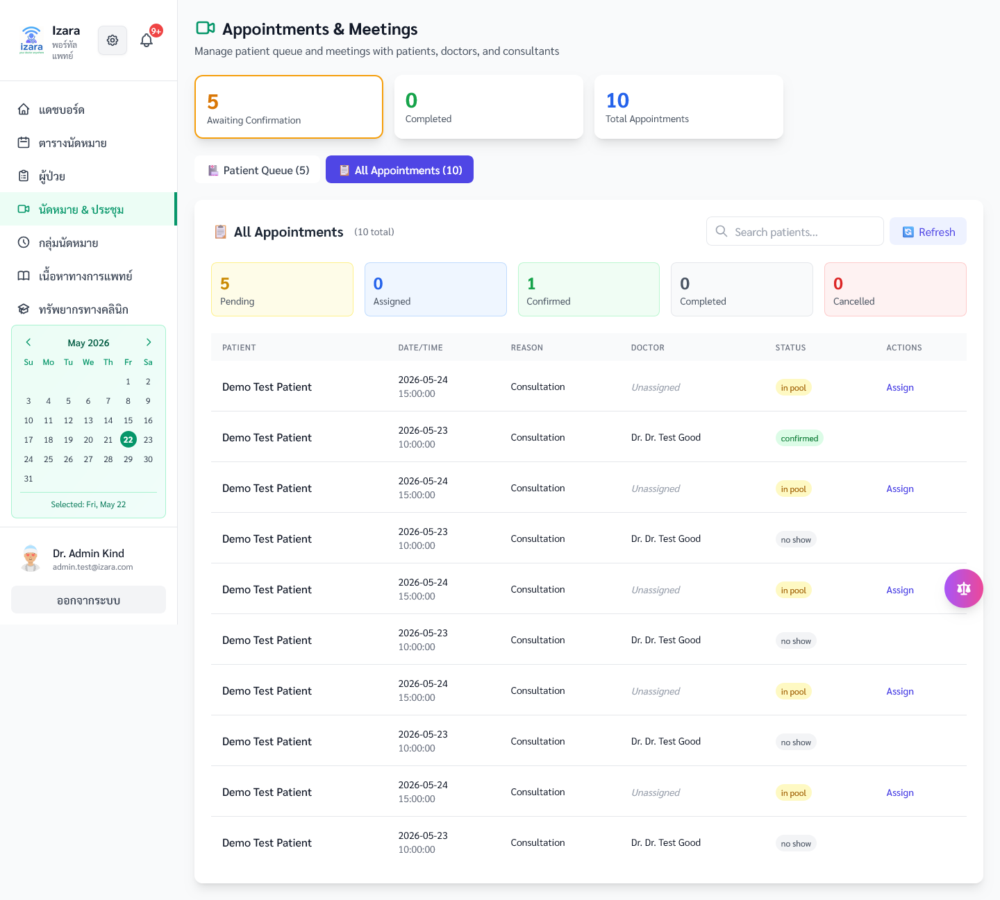 Izara
พอร์ทัล
แพทย์
9+
izara
แดชบอร์ด
ตารางนัดหมาย
ผู้ป่วย
นัดหมาย & ประชุม
กลุ่มนัดหมาย
เนื้อหาทางการแพทย์
ทรัพยากรทางคลินิก
May 2026
Su Mo Tu We Th Fr Sa
1 2
3 4 5 6 7 8 9
10 11 12 13 14 15 16
17 18 19 20 21 22 23
24 25 26 27 28 29 30
31
Selected: Fri, May 22
Dr. Admin Kind
admin.test@izara.com
ออกจากระบบ
Appointments & Meetings
Manage patient queue and meetings with patients, doctors, and consultants
5
Awaiting Confirmation
0
Completed
10
Total Appointments
Patient Queue (5)
All Appointments (10)
All Appointments (10 total)
Search patients...
Refresh
5
Pending
0
Assigned
1
Confirmed
0
Completed
0
Cancelled
PATIENT DATE/TIME REASON DOCTOR STATUS ACTIONS
Demo Test Patient 2026-05-24 15:00:00 Consultation Unassigned in pool Assign
Demo Test Patient 2026-05-23 10:00:00 Consultation Dr. Dr. Test Good confirmed
Demo Test Patient 2026-05-24 15:00:00 Consultation Unassigned in pool Assign
Demo Test Patient 2026-05-23 10:00:00 Consultation Dr. Dr. Test Good no show
Demo Test Patient 2026-05-24 15:00:00 Consultation Unassigned in pool Assign
Demo Test Patient 2026-05-23 10:00:00 Consultation Dr. Dr. Test Good no show
Demo Test Patient 2026-05-24 15:00:00 Consultation Unassigned in pool Assign
Demo Test Patient 2026-05-23 10:00:00 Consultation Dr. Dr. Test Good no show
Demo Test Patient 2026-05-24 15:00:00 Consultation Unassigned in pool Assign
Demo Test Patient 2026-05-23 10:00:00 Consultation Dr. Dr. Test Good no show